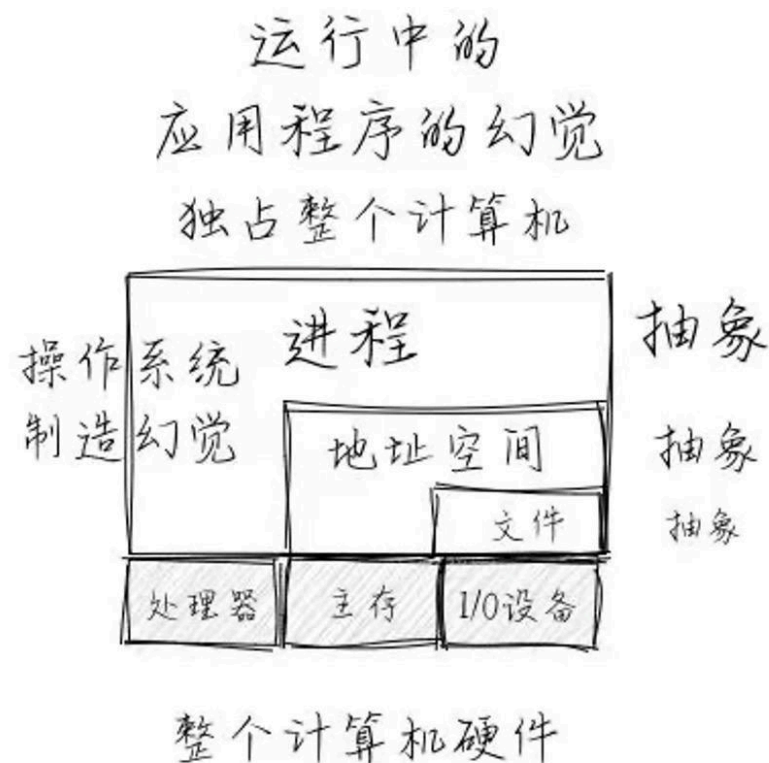 运行中的
应用程序的幻觉
独占整个计算机
进程
抽象
操作系统
制造幻觉
地址空间
抽象
文件
抽象
处理器
主存
I/O设备
整个计算机硬件